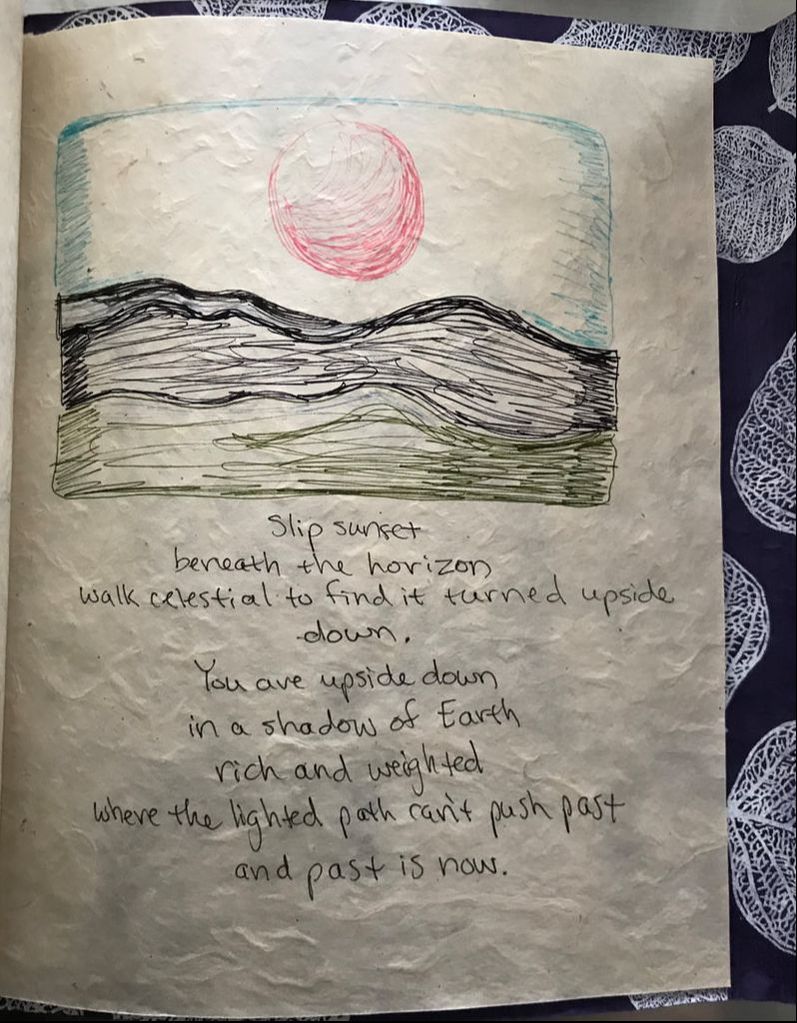 Slip sunset
beneath the horizon
walk celestial to find it turned upside
down.
You are upside down
in a shadow of Earth
rich and weighted
where the lighted path can't push past
and past is now.